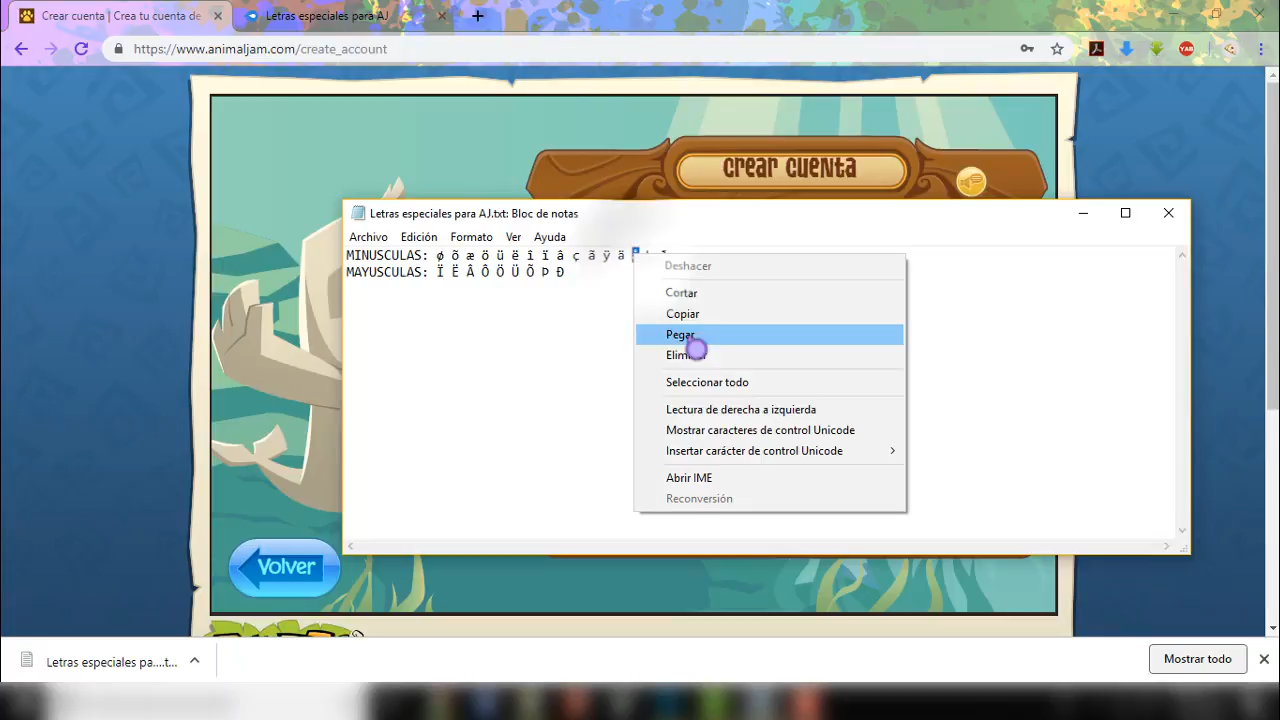 Crear cuenta | Crea tu cuenta de
Letras especiales para AJ
https://www.animaljam.com/create_account
YAB
crear cuenta
Letras especiales para AJ.txt: Bloc de notas
Archivo Edición Formato Ver Ayuda
MINUSCULAS: ø õ æ ö ü ë î ï â ç ã ÿ ä
MAYUSCULAS: Ï Ë Â Ô Ö Ü Õ Þ Ð
Deshacer
Cortar
Copiar
Pegar
Seleccionar todo
Lectura de derecha a izquierda
Mostrar caracteres de control Unicode
Insertar carácter de control Unicode
Abrir IME
Reconversión
Volver
Letras especiales pa....t...
Mostrar todo